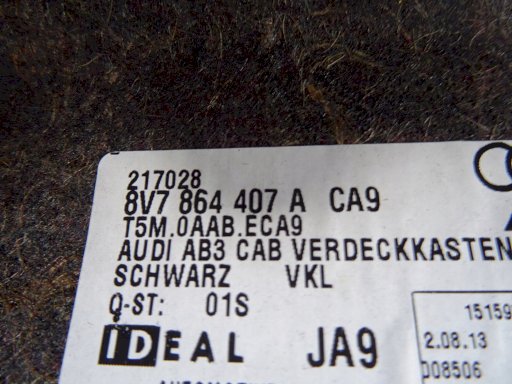 217028
8V7 864 407 A CA9
T5M.0AAB.ECA9
AUDI AB3 CAB VERDECKKASTEN
SCHWARZ VKL
Q-ST: 01S
15159
IDEAL JA9
2.08.13
D08506